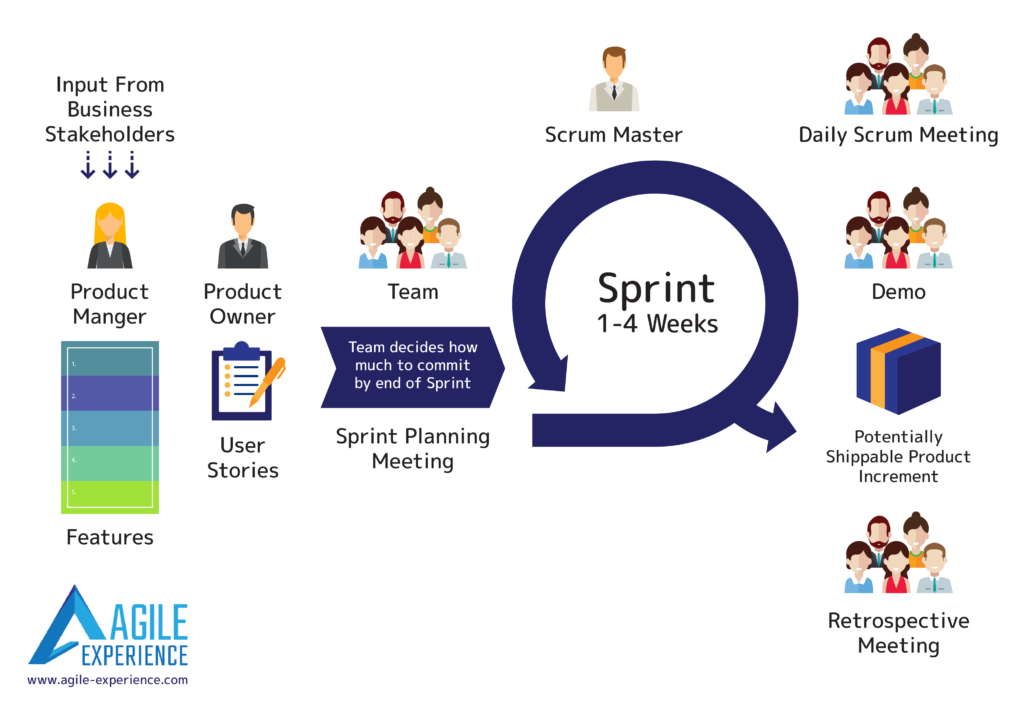 Input From
Business
Stakeholders
Product
Manger
1.
2.
3.
4.
5.
Features
Product
Owner
User
Stories
Team
Team decides how
much to commit
by end of Sprint
Sprint Planning
Meeting
Scrum Master
Sprint
1-4 Weeks
Daily Scrum Meeting
Demo
Potentially
Shippable Product
Increment
Retrospective
Meeting
AGILE
EXPERIENCE
www.agile-experience.com